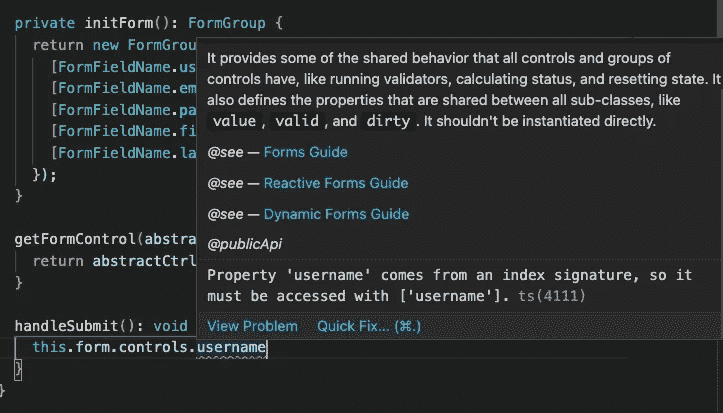 private initForm(): FormGroup {
return new FormGrou
[FormFieldName.us
[FormFieldName.em
[FormFieldName.pa
[FormFieldName.fi
[FormFieldName.la
});
}
It provides some of the shared behavior that all controls and groups of
controls have, like running validators, calculating status, and resetting state. It
also defines the properties that are shared between all sub-classes, like
value, valid, and dirty. It shouldn't be instantiated directly.
@see — Forms Guide
@see — Reactive Forms Guide
@see — Dynamic Forms Guide
@publicApi
Property 'username' comes from an index signature, so it
must be accessed with ['username']. ts(4111)
View Problem Quick Fix... (⌘.)
getFormControl(abstra
return abstractCtrl
}
handleSubmit(): void
this.form.controls.username
}
}